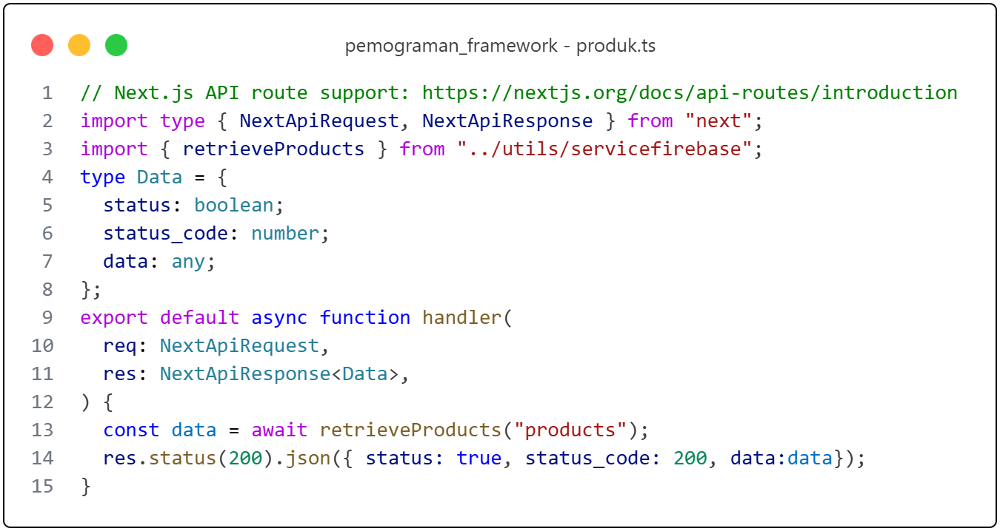 pemograman_framework - produk.ts
1 // Next.js API route support: https://nextjs.org/docs/api-routes/introduction
2 import type { NextApiRequest, NextApiResponse } from "next";
3 import { retrieveProducts } from "../utils/servicefirebase";
4 type Data = {
5   status: boolean;
6   status_code: number;
7   data: any;
8 };
9 export default async function handler(
10   req: NextApiRequest,
11   res: NextApiResponse<Data>,
12 ) {
13   const data = await retrieveProducts("products");
14   res.status(200).json({ status: true, status_code: 200, data:data});
15 }